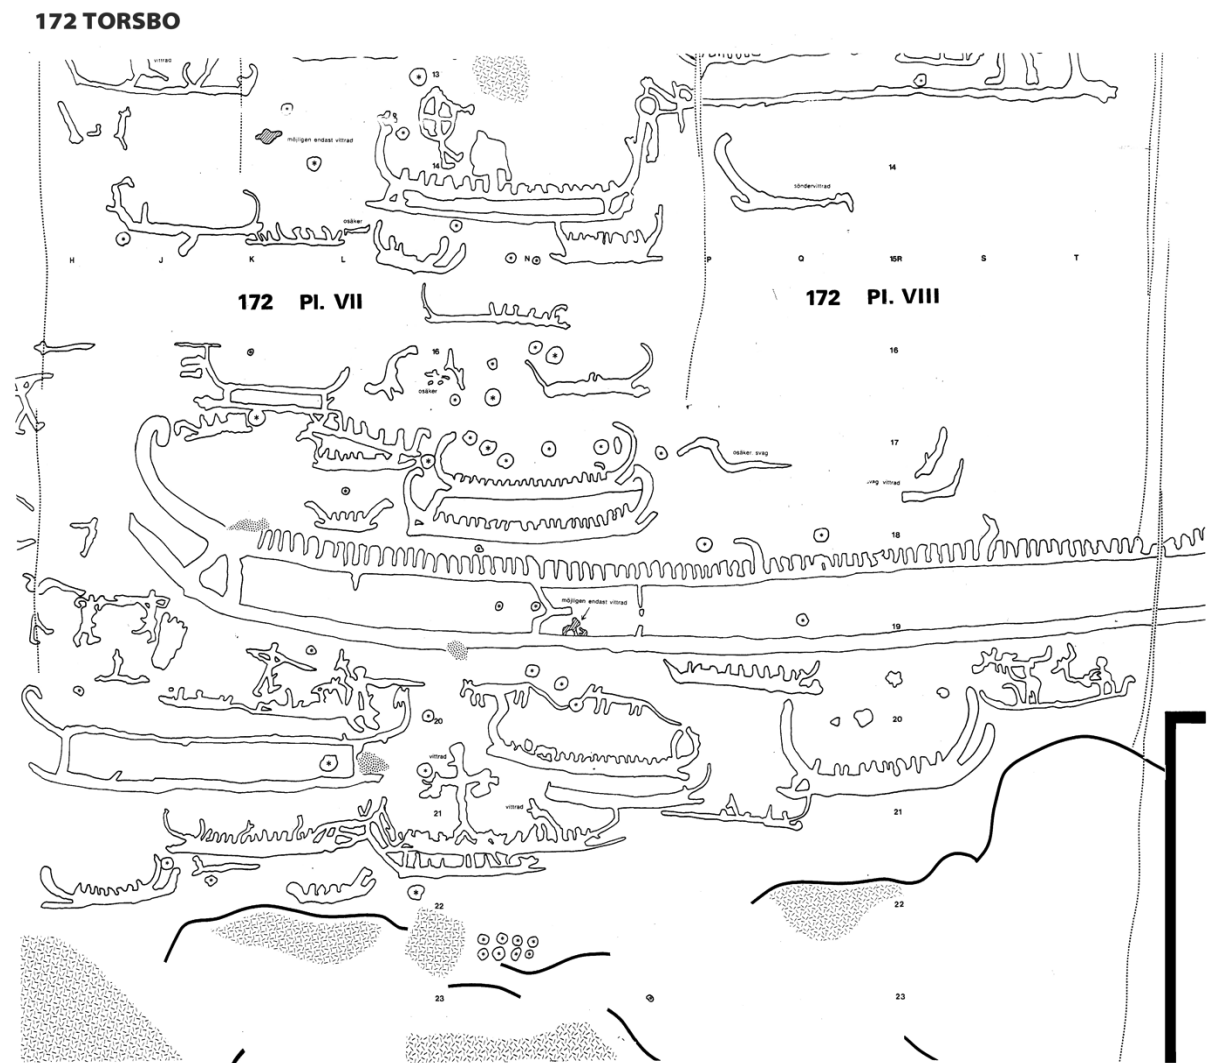 172 TORSBO
vittrad
13
möjligen endast vittrad
14
14
söndervittrad
osäker
H J K L N P Q 15R S T
172 Pl. VII
172 Pl. VIII
16
16
osäker
17
osäker. svag
svag vittrad
18
möjligen endast vittrad
19
20
20
vittrad
vittrad
21
21
22
22
23
23